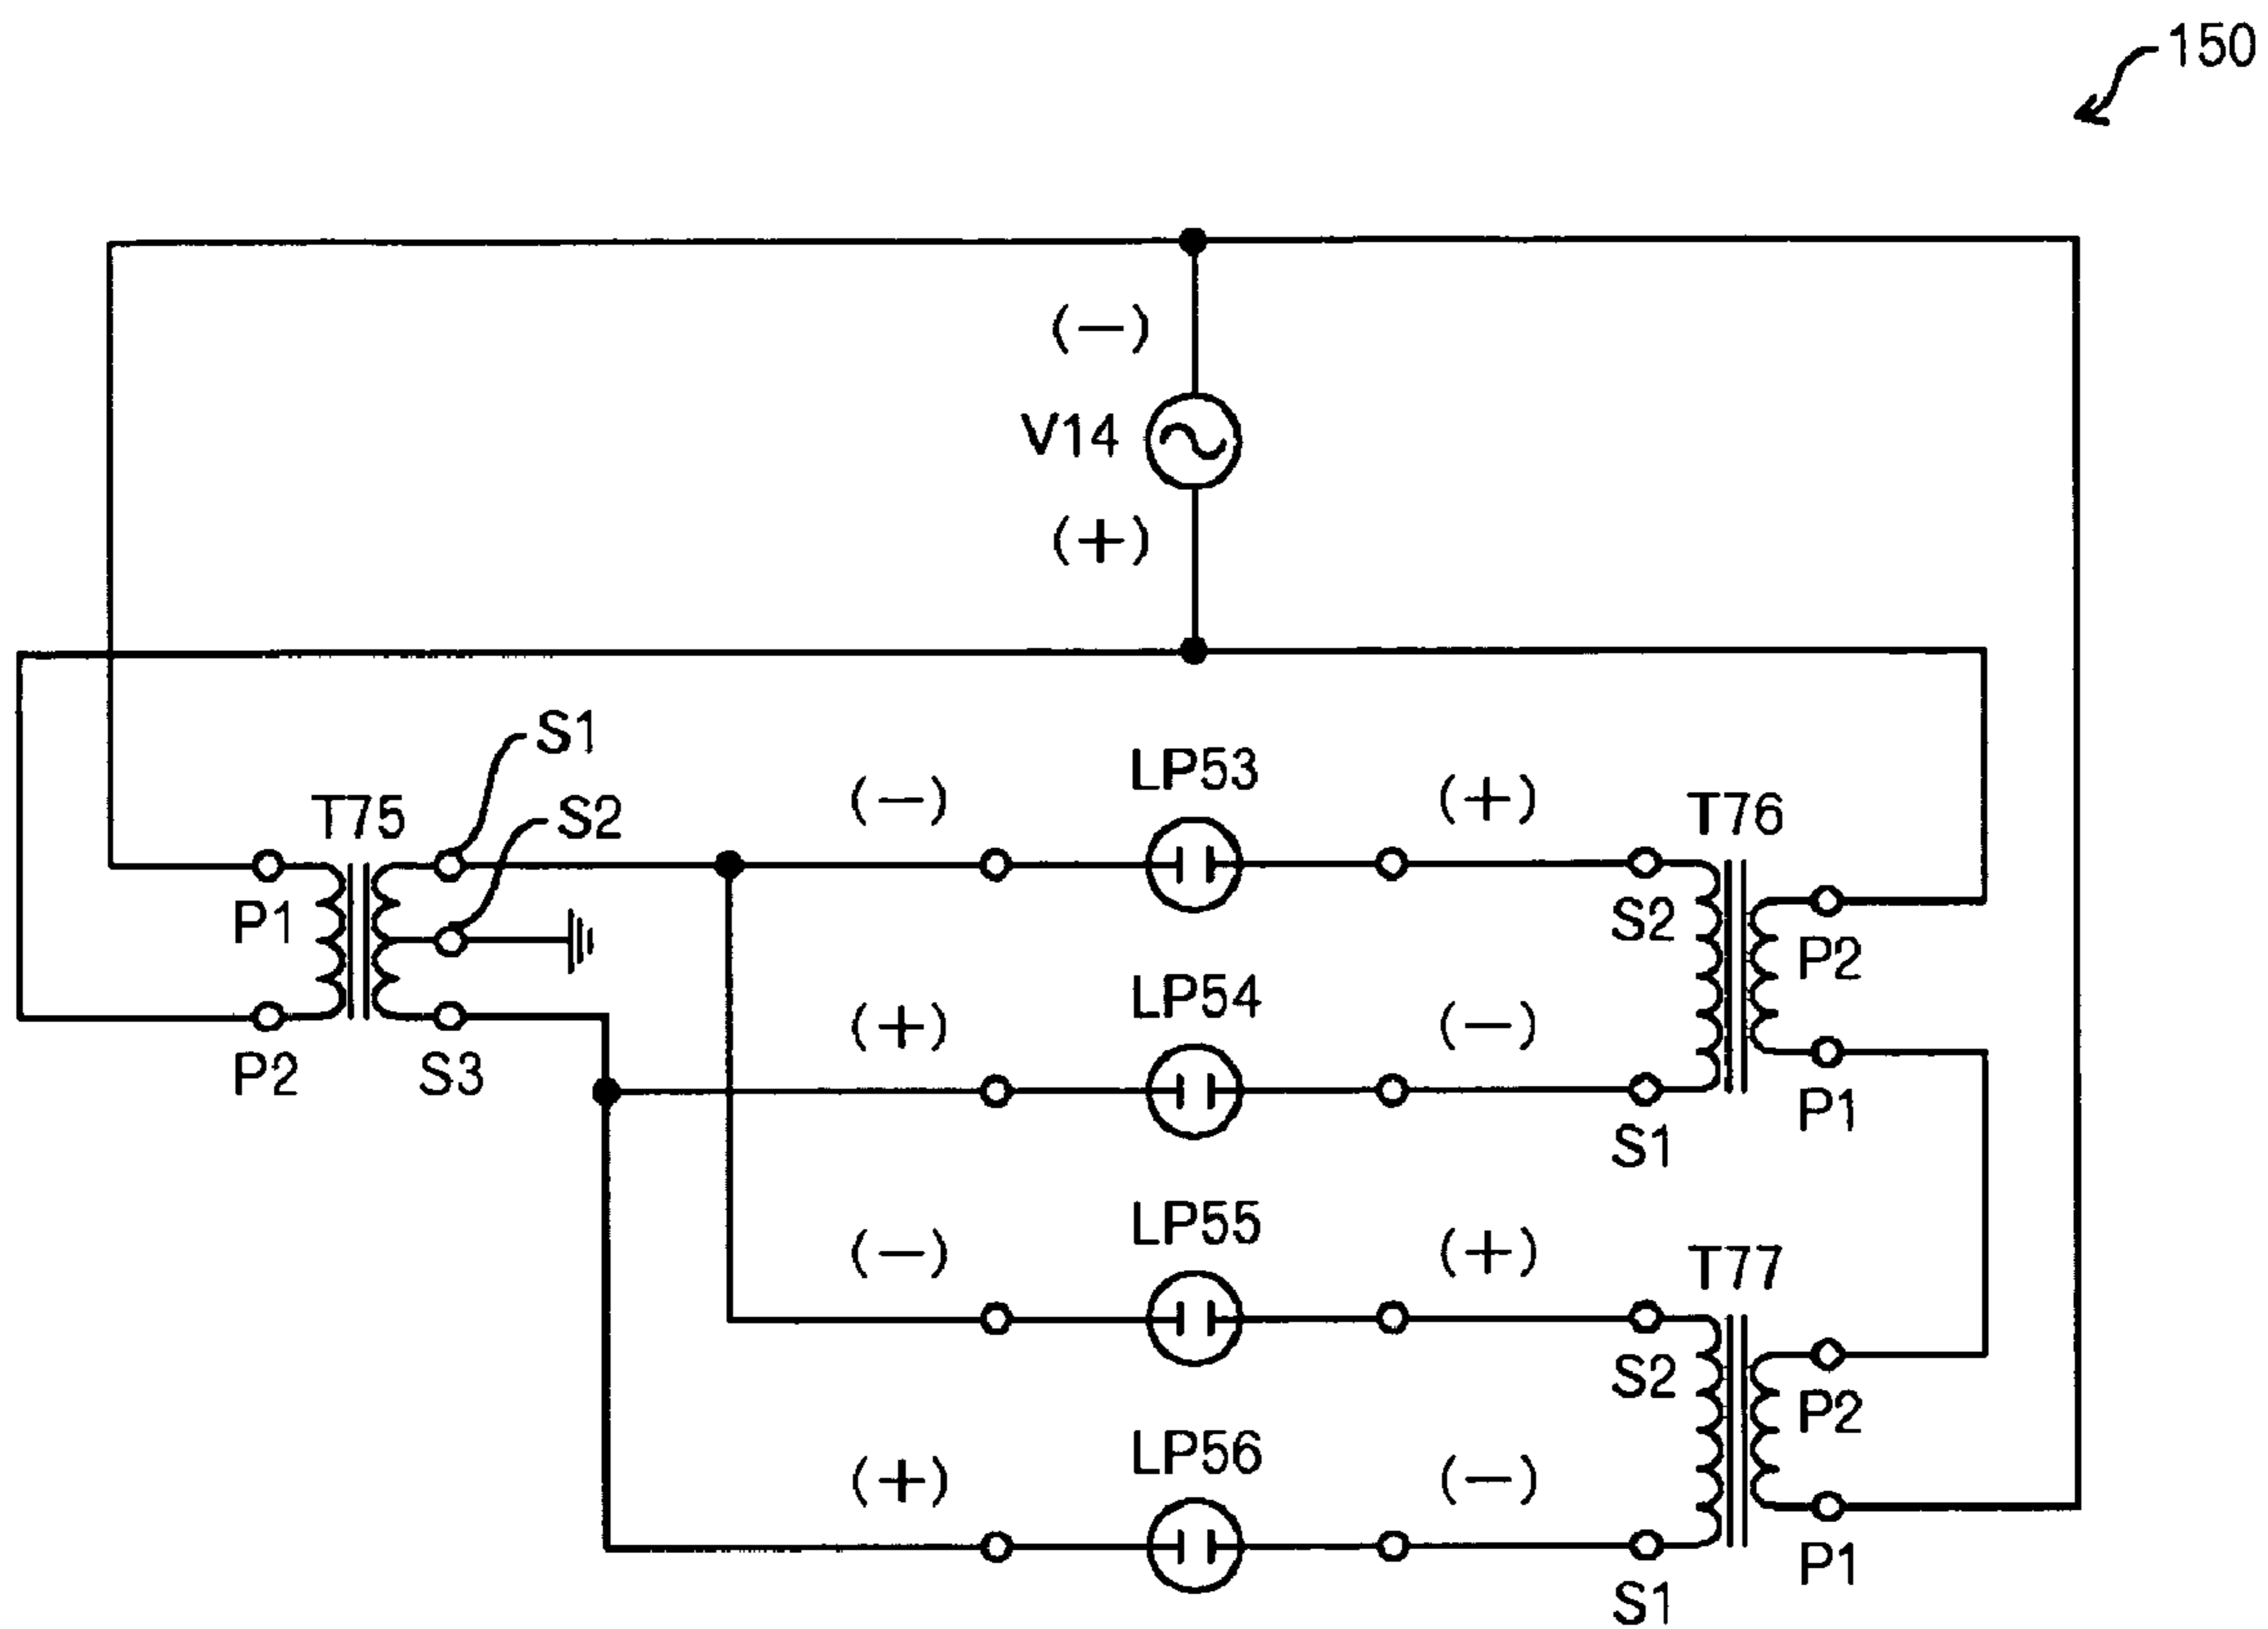 150
(−)
V14
(+)
S1
LP53
(−)
(+)
T75
S2
T76
P1
S2
P2
LP54
(+)
(−)
P2
S3
P1
S1
LP55
(−)
(+)
T77
S2
P2
LP56
(+)
(−)
P1
S1